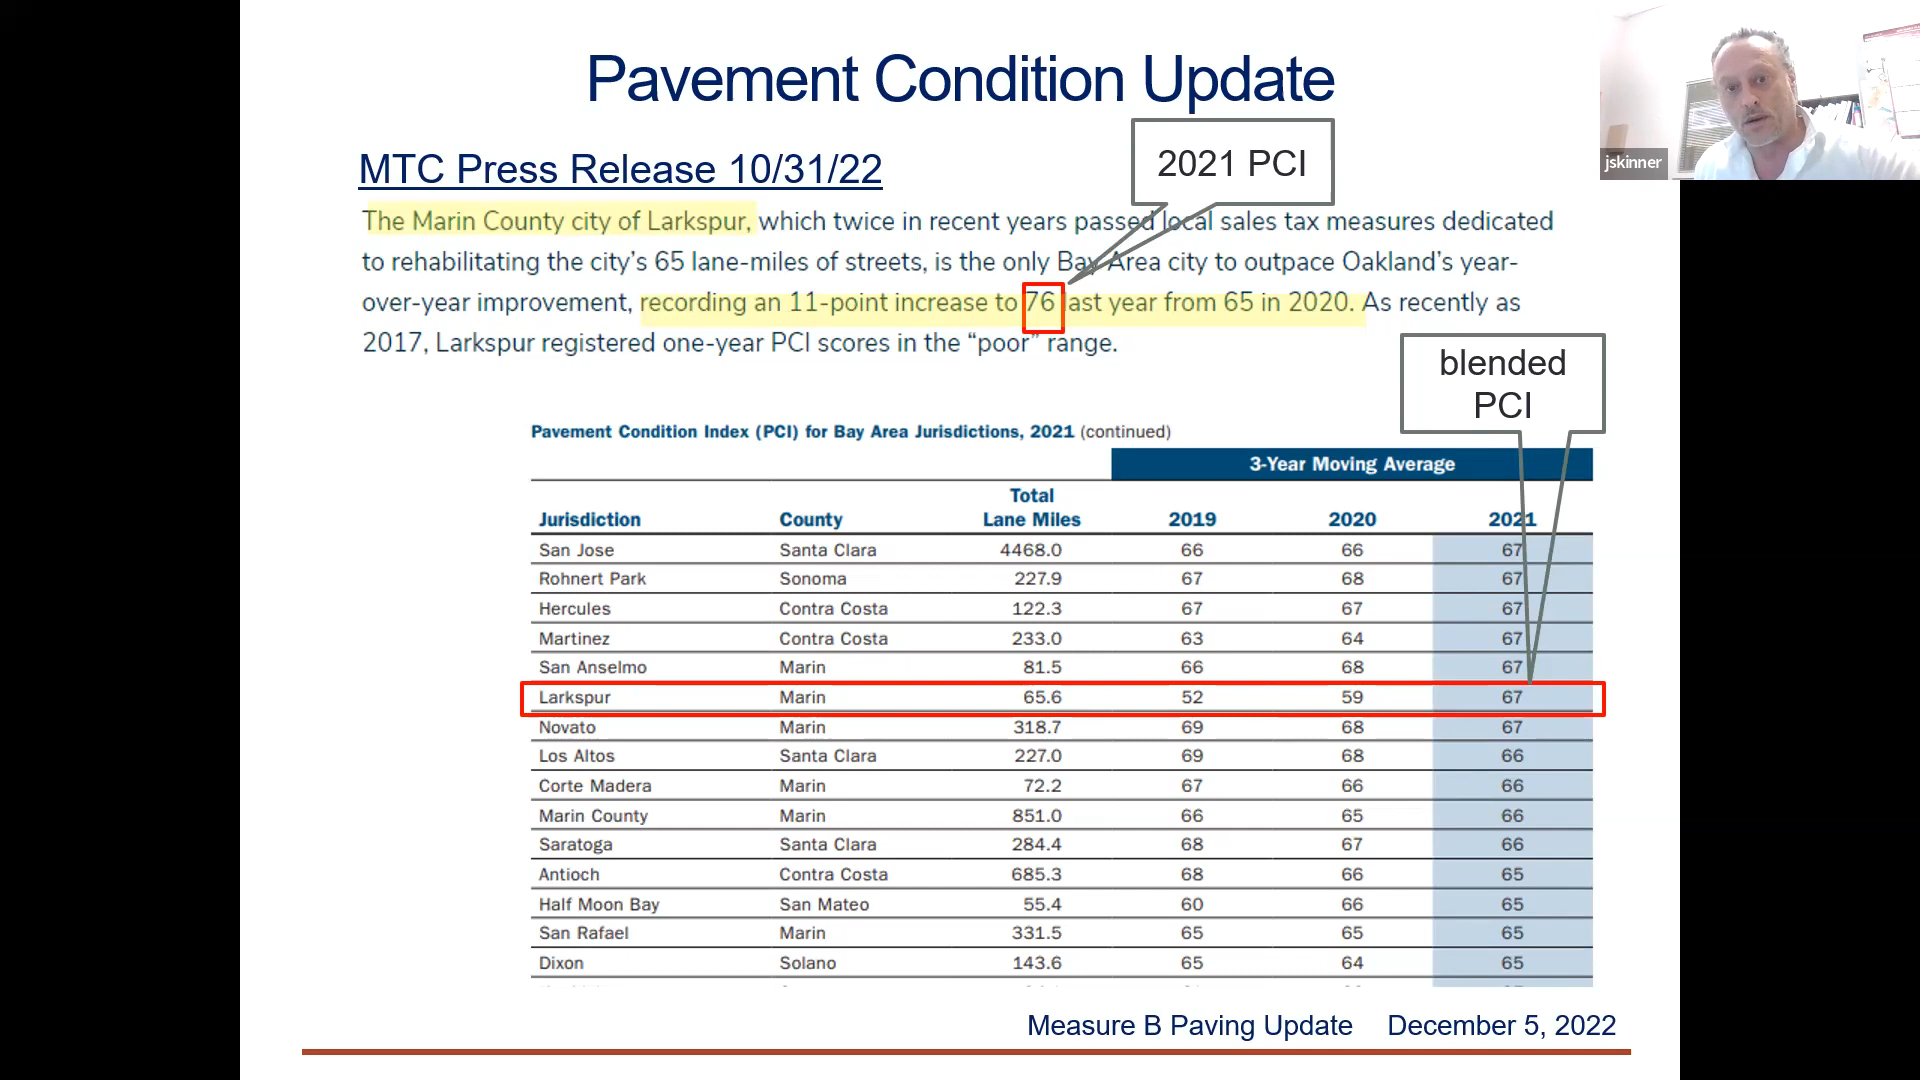 Pavement Condition Update
jskinner
MTC Press Release 10/31/22
2021 PCI
The Marin County city of Larkspur, which twice in recent years passed local sales tax measures dedicated
to rehabilitating the city's 65 lane-miles of streets, is the only Bay Area city to outpace Oakland's year-
over-year improvement, recording an 11-point increase to 76 last year from 65 in 2020. As recently as
2017, Larkspur registered one-year PCI scores in the “poor” range.
blended
PCI
Pavement Condition Index (PCI) for Bay Area Jurisdictions, 2021 (continued)
3-Year Moving Average
Total
Jurisdiction County Lane Miles 2019 2020 2021
San Jose Santa Clara 4468.0 66 66 67
Rohnert Park Sonoma 227.9 67 68 67
Hercules Contra Costa 122.3 67 67 67
Martinez Contra Costa 233.0 63 64 67
San Anselmo Marin 81.5 66 68 67
Larkspur Marin 65.6 52 59 67
Novato Marin 318.7 69 68 67
Los Altos Santa Clara 227.0 69 68 66
Corte Madera Marin 72.2 67 66 66
Marin County Marin 851.0 66 65 66
Saratoga Santa Clara 284.4 68 67 66
Antioch Contra Costa 685.3 68 66 65
Half Moon Bay San Mateo 55.4 60 66 65
San Rafael Marin 331.5 65 65 65
Dixon Solano 143.6 65 64 65
Measure B Paving Update December 5, 2022